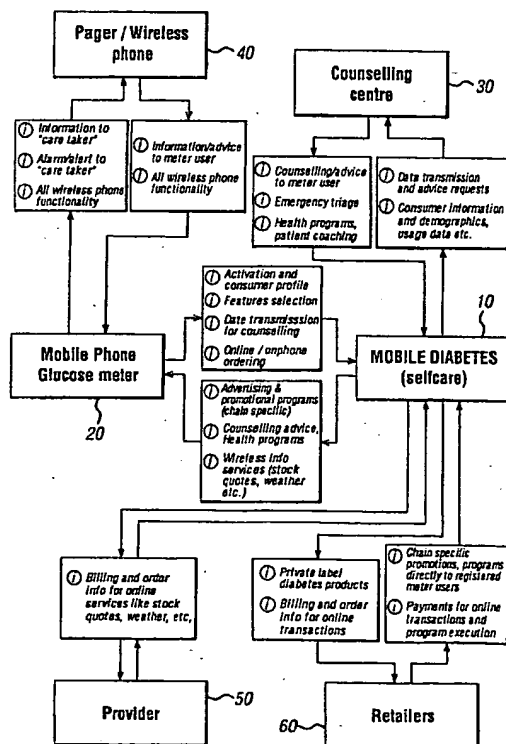 Pager / Wireless
phone
40
Counselling
centre
30
ⓘ Information to
"care taker"
ⓘ Alarm/alert to
"care taker"
ⓘ All wireless phone
functionality
ⓘ Information/advice
to meter user
ⓘ All wireless phone
functionality
ⓘ Counselling/advice
to meter user
ⓘ Emergency triage
ⓘ Health programs,
patient coaching
ⓘ Data transmission
and advice requests
ⓘ Consumer information
and demographics,
usage data etc.
ⓘ Activation and
consumer profile
ⓘ Features selection
ⓘ Date transmisssion
for counselling
ⓘ Online / onphone
ordering
Mobile Phone
Glucose meter
20
10
MOBILE DIABETES
(selfcare)
ⓘ Advertising &
promotional programs
(chain specific)
ⓘ Counselling advice,
Health programs
ⓘ Wireless info
services (stock
quotes, weather
etc.)
ⓘ Billing and order
info for online
services like stock
quotes, weather, etc,
ⓘ Private label
diabetes products
ⓘ Billing and order
info for online
transactions
ⓘ Chain specific
promotions, programs
directly to registered
meter users
ⓘ Payments for online
transactions and
program execution
Provider
50
60
Retailers